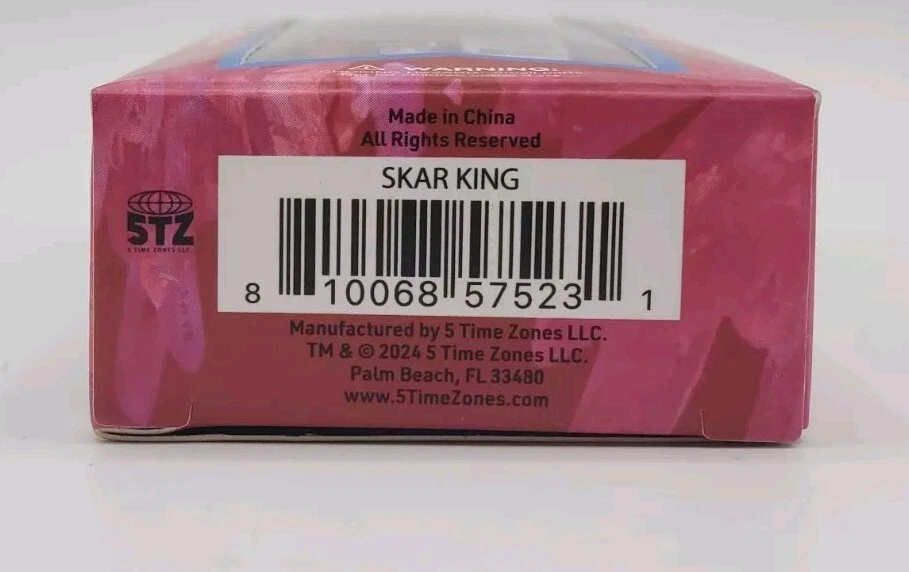 WARNING:
Made in China
All Rights Reserved
SKAR KING
5TZ
5 TIME ZONES LLC
8 10068 57523 1
Manufactured by 5 Time Zones LLC.
TM & © 2024 5 Time Zones LLC.
Palm Beach, FL 33480
www.5TimeZones.com